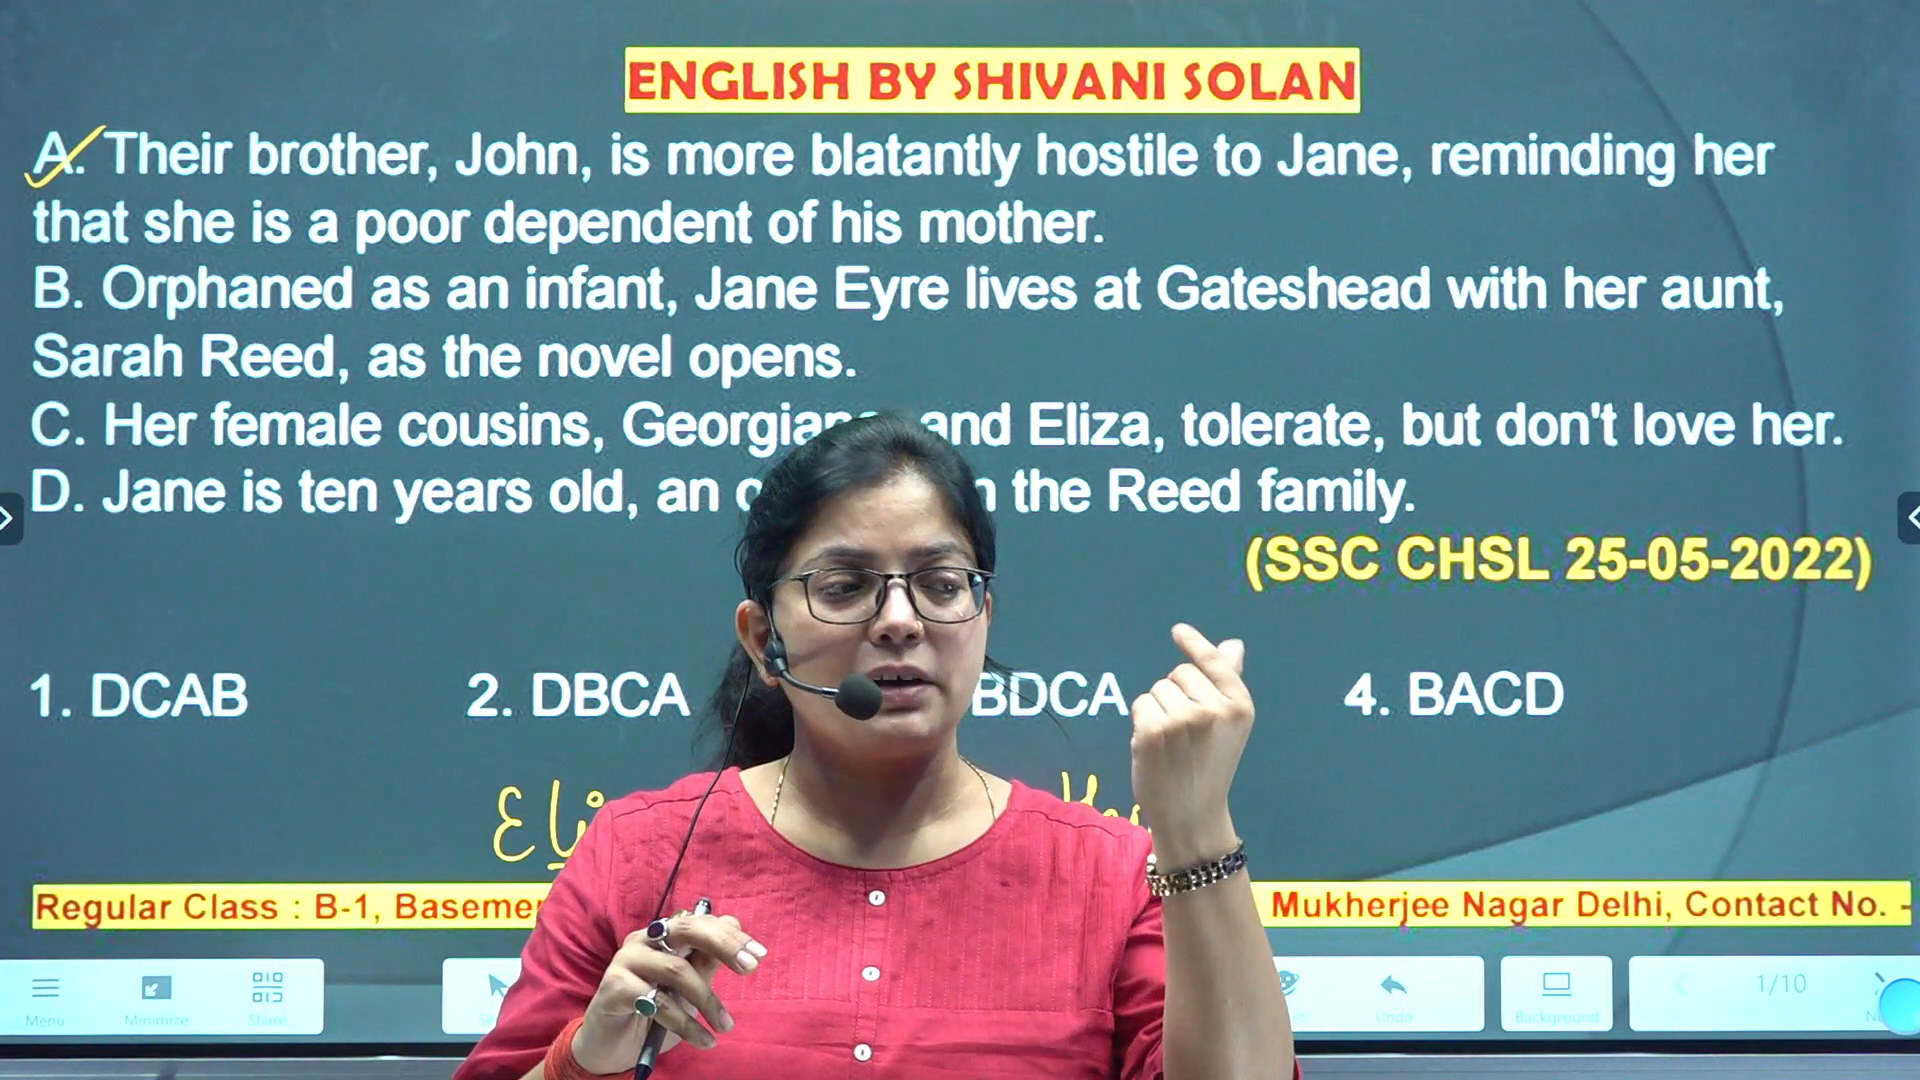 ENGLISH BY SHIVANI SOLAN
A. Their brother, John, is more blatantly hostile to Jane, reminding her
that she is a poor dependent of his mother.
B. Orphaned as an infant, Jane Eyre lives at Gateshead with her aunt,
Sarah Reed, as the novel opens.
C. Her female cousins, and Eliza, tolerate, but don't love her.
D. Jane is ten years old, an the Reed family.
(SSC CHSL 25-05-2022)
1. DCAB 2. DBCA BDCA 4. BACD
Regular Class : B-1, Mukherjee Nagar Delhi, Contact No. -
Menu Minimize Share Undo Background 1/10